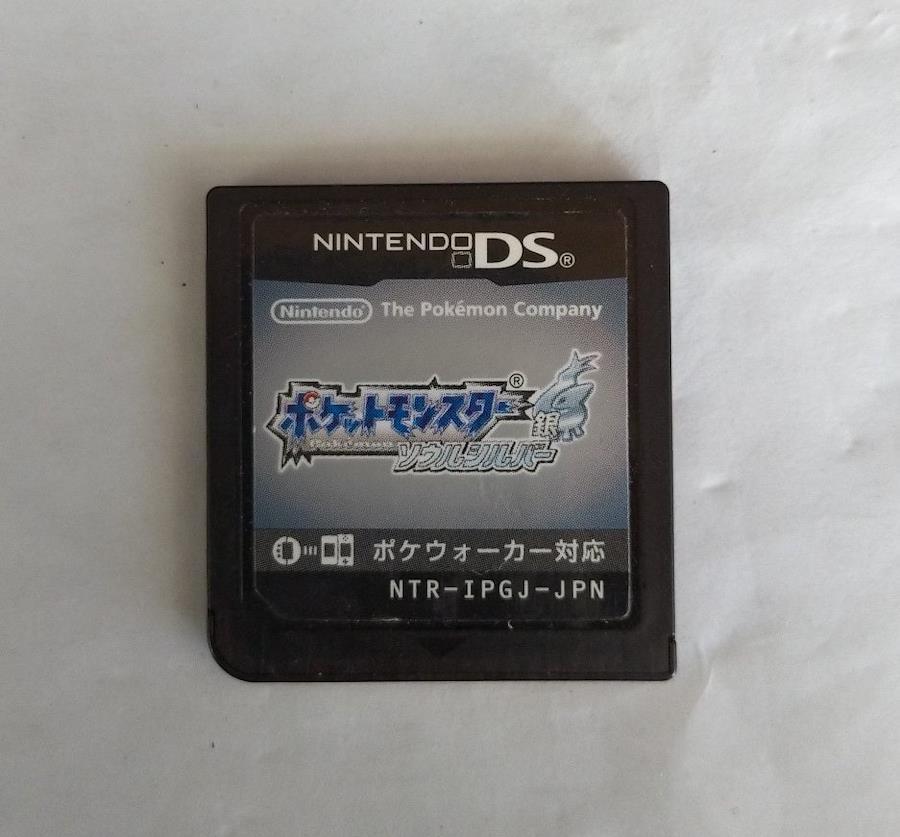 NINTENDO DS®
Nintendo® The Pokémon Company
ポケットモンスター®
Pokémon
銀
ソウルシルバー
ポケウォーカー対応
NTR-IPGJ-JPN